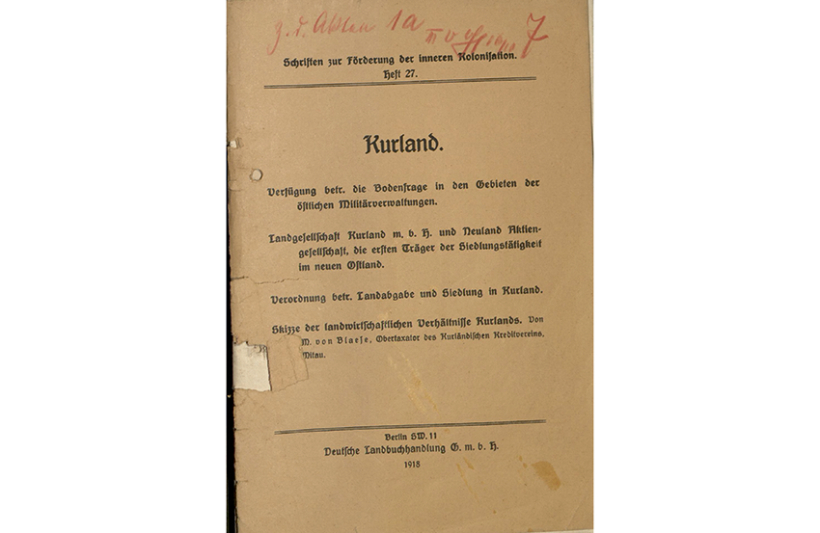 z. d. Akten 1a
7
Schriften zur Förderung der inneren Kolonisation.
Heft 27.
Kurland.
Verfügung betr. die Bodenfrage in den Gebieten der
östlichen Militärverwaltungen.
Landgesellschaft Kurland m. b. H. und Neuland Aktien-
gesellschaft, die ersten Träger der Siedlungstätigkeit
im neuen Ostland.
Verordnung betr. Landabgabe und Siedlung in Kurland.
Skizze der landwirtschaftlichen Verhältnisse Kurlands. Von
M. von Blaese, Obertaxator des Kurländischen Kreditvereins,
Mitau.
Berlin SW. 11
Deutsche Landbuchhandlung G. m. b. H.
1918